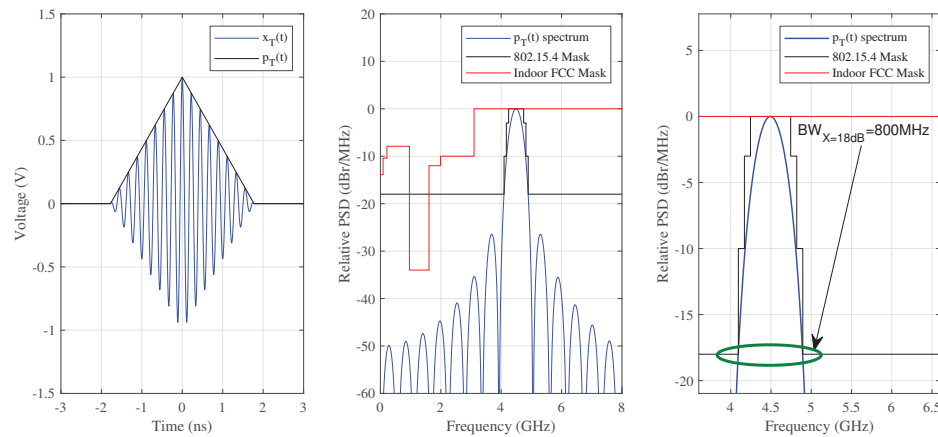 1.5
1
0.5
0
-0.5
-1
-1.5
-3
-2
-1
0
1
2
3
Voltage (V)
Time (ns)
x_T(t)
p_T(t)
20
10
0
-10
-20
-30
-40
-50
-60
0
2
4
6
8
Relative PSD (dBr/MHz)
Frequency (GHz)
p_T(t) spectrum
802.15.4 Mask
Indoor FCC Mask
5
0
-5
-10
-15
-20
4
4.5
5
5.5
6
6.5
Relative PSD (dBr/MHz)
Frequency (GHz)
p_T(t) spectrum
802.15.4 Mask
Indoor FCC Mask
BW_X=18dB=800MHz